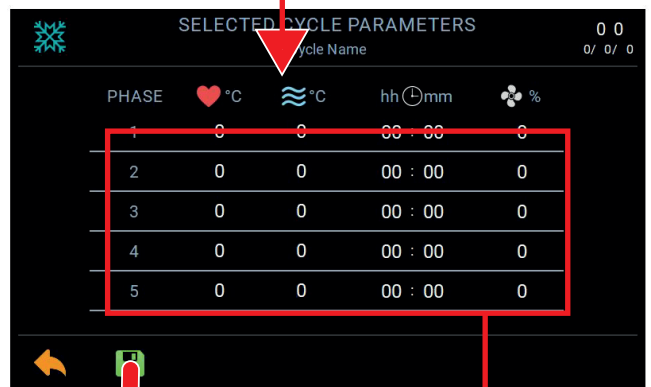 SELECTED CYCLE PARAMETERS
0 0
Cycle Name
0/ 0/ 0
PHASE °C °C hh mm %
1 0 0 00 : 00 0
2 0 0 00 : 00 0
3 0 0 00 : 00 0
4 0 0 00 : 00 0
5 0 0 00 : 00 0